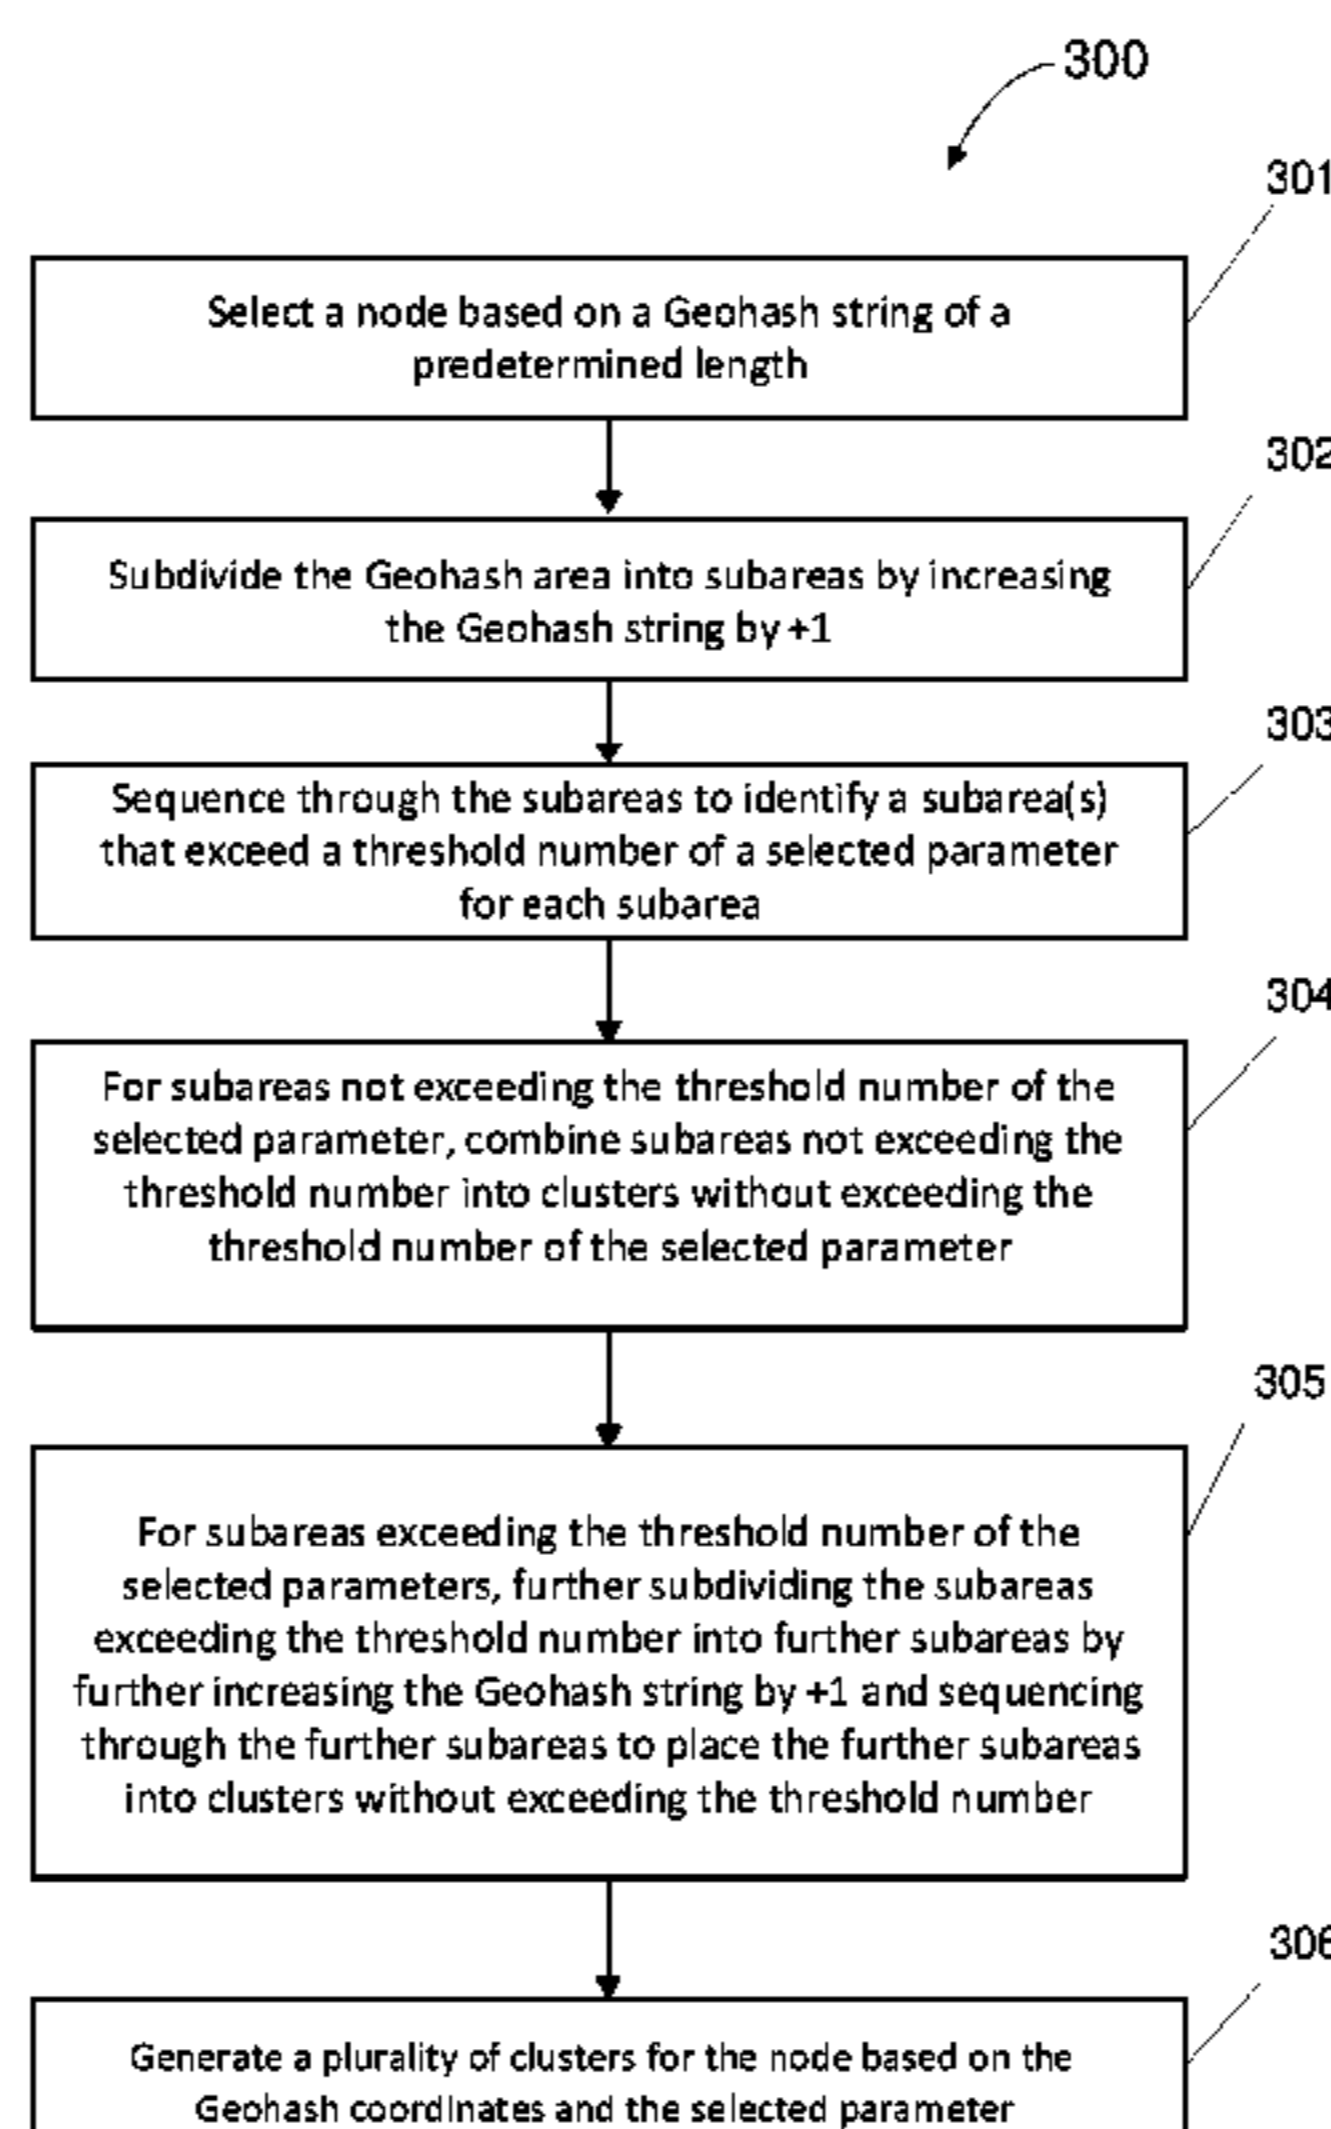 300
301
Select a node based on a Geohash string of a
predetermined length
302
Subdivide the Geohash area into subareas by increasing
the Geohash string by +1
303
Sequence through the subareas to identify a subarea(s)
that exceed a threshold number of a selected parameter
for each subarea
304
For subareas not exceeding the threshold number of the
selected parameter, combine subareas not exceeding the
threshold number into clusters without exceeding the
threshold number of the selected parameter
305
For subareas exceeding the threshold number of the
selected parameters, further subdividing the subareas
exceeding the threshold number into further subareas by
further increasing the Geohash string by +1 and sequencing
through the further subareas to place the further subareas
into clusters without exceeding the threshold number
306
Generate a plurality of clusters for the node based on the
Geohash coordinates and the selected parameter